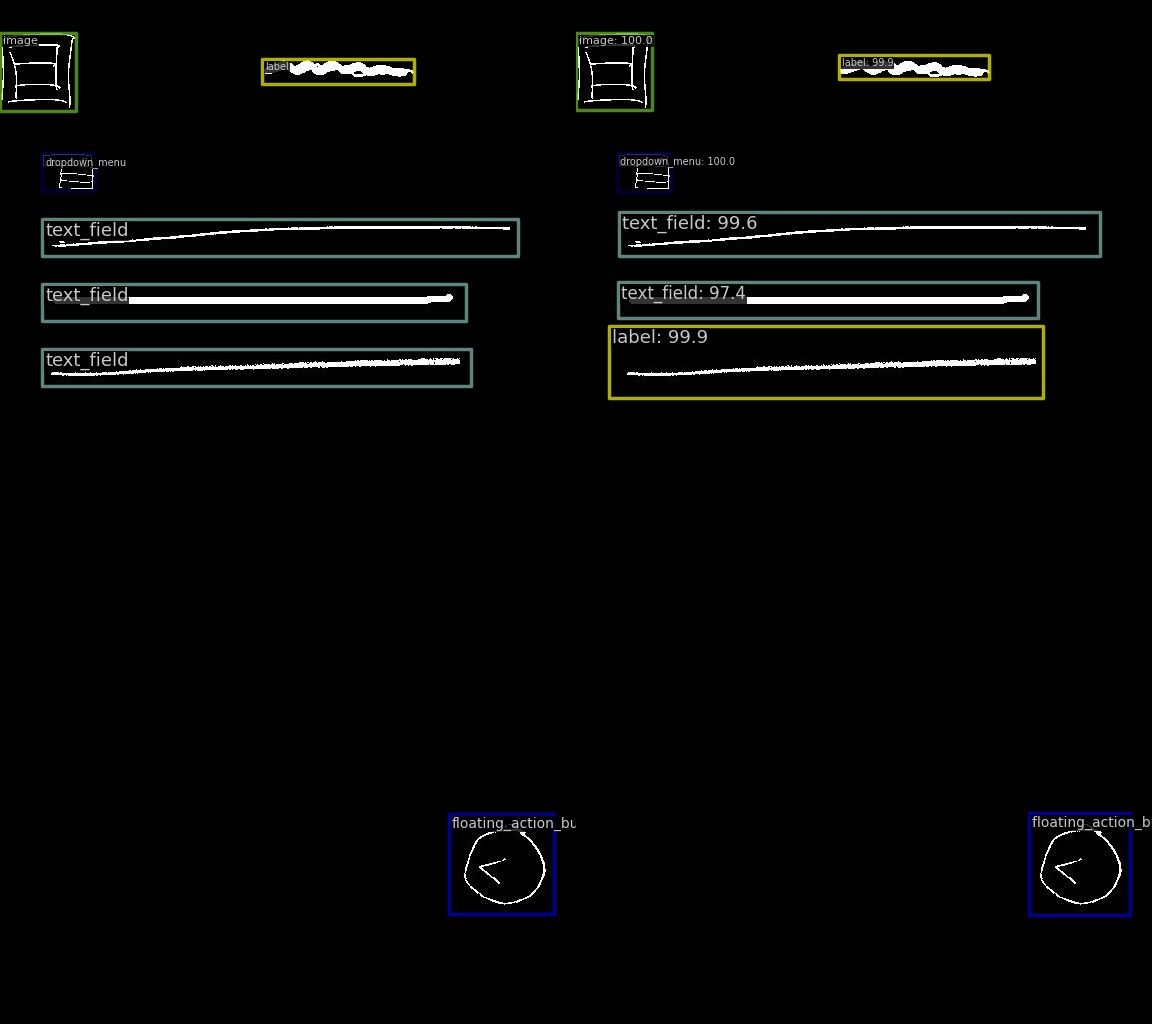 image
label
dropdown_menu
text_field
text_field
text_field
floating_action_bu
image: 100.0
label: 99.9
dropdown_menu: 100.0
text_field: 99.6
text_field: 97.4
label: 99.9
floating_action_b